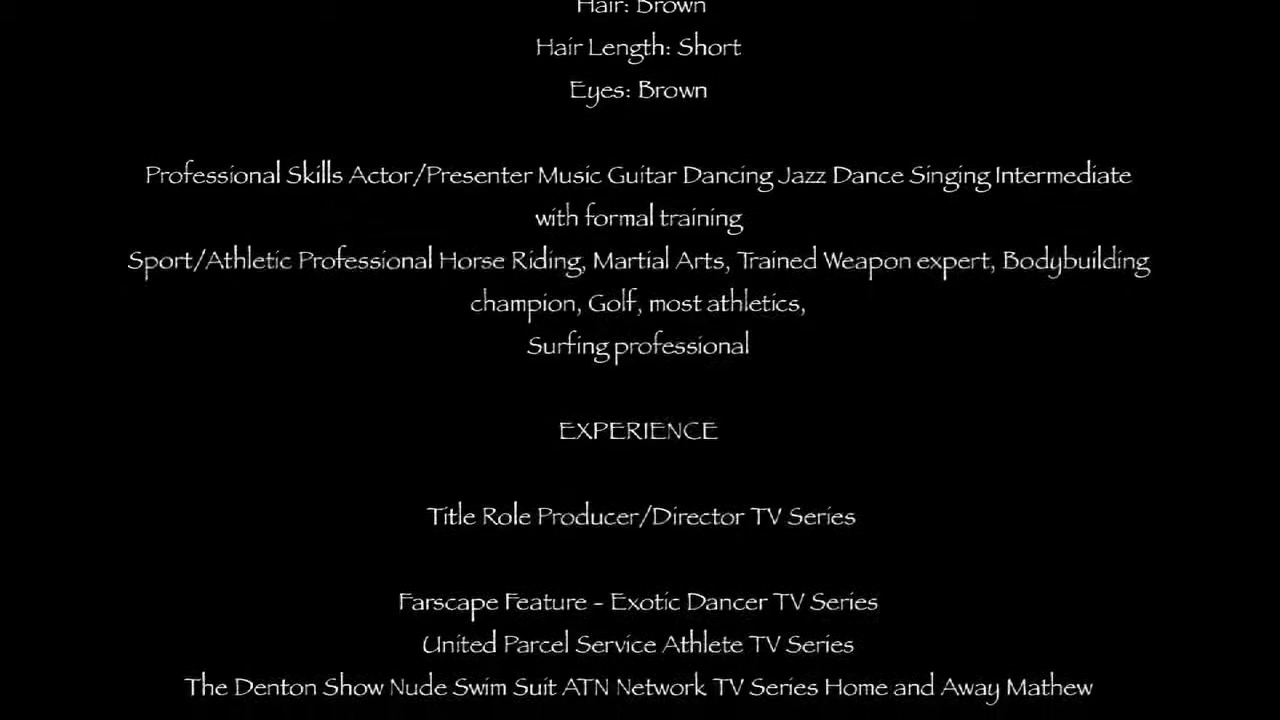 Hair: Brown
Hair Length: Short
Eyes: Brown
Professional Skills Actor/Presenter Music Guitar Dancing Jazz Dance Singing Intermediate
with formal training
Sport/Athletic Professional Horse Riding, Martial Arts, Trained Weapon expert, Bodybuilding
champion, Golf, most athletics,
Surfing professional
EXPERIENCE
Title Role Producer/Director TV Series
Farscape Feature - Exotic Dancer TV Series
United Parcel Service Athlete TV Series
The Denton Show Nude Swim Suit ATN Network TV Series Home and Away Mathew